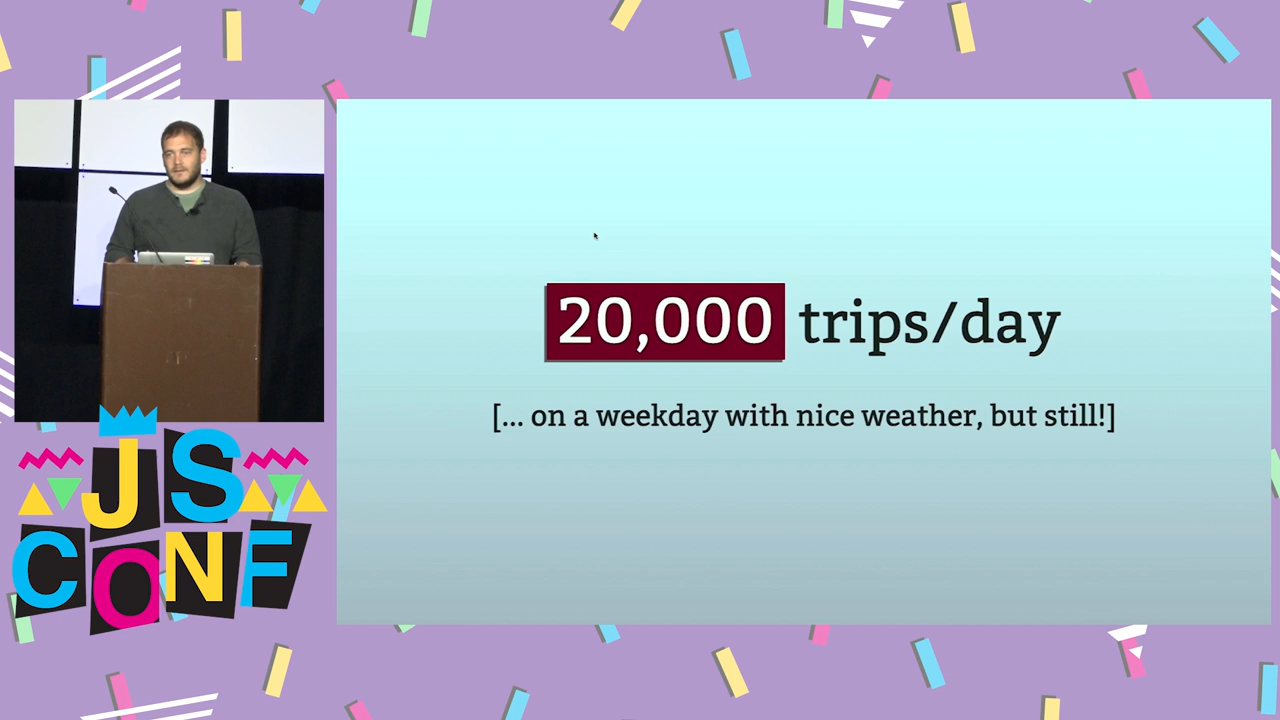 20,000 trips/day
[... on a weekday with nice weather, but still!]
JS
CONF